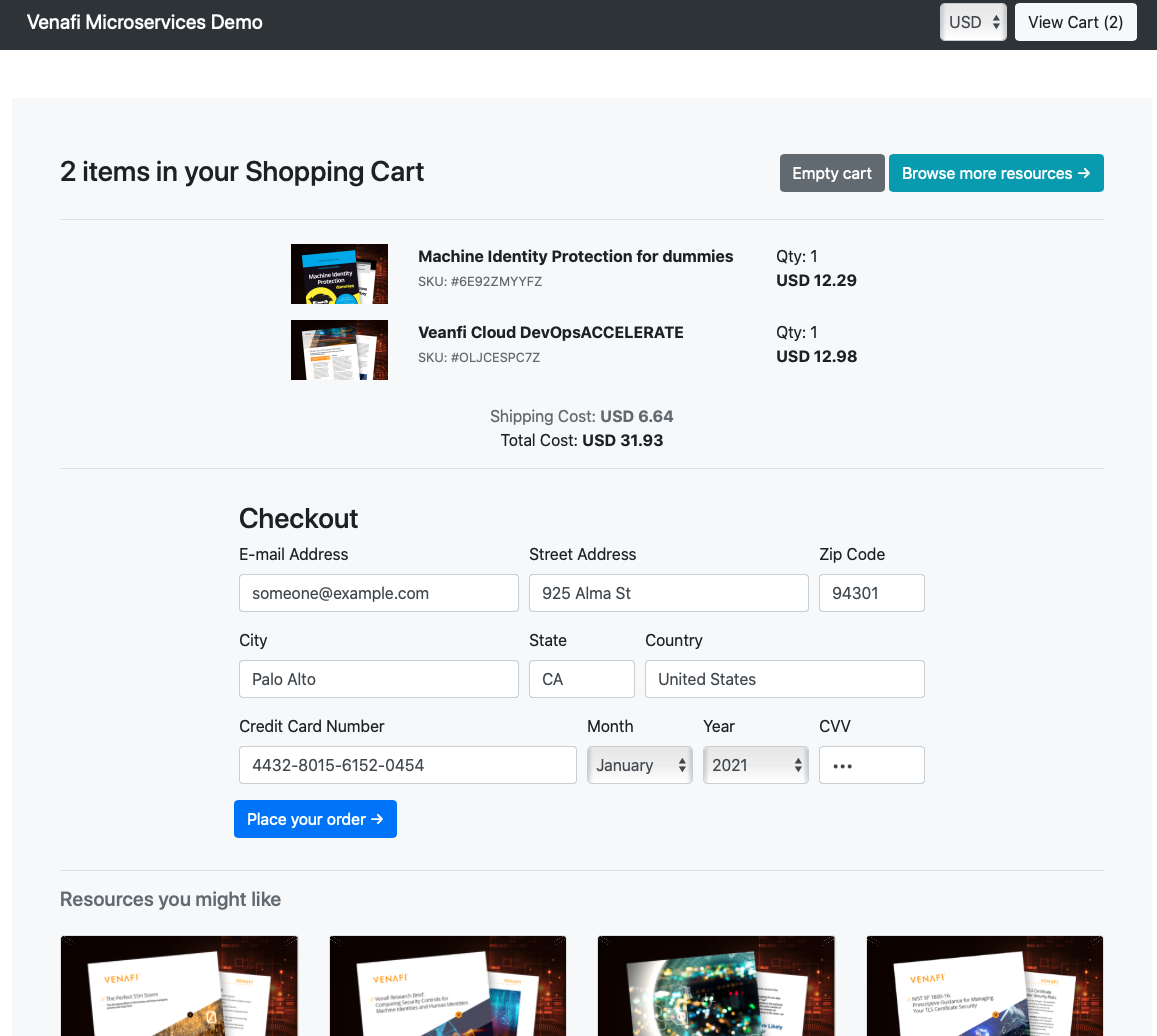 Venafi Microservices Demo
USD
View Cart (2)
2 items in your Shopping Cart
Empty cart
Browse more resources →
Machine Identity Protection
dummies
Machine Identity Protection for dummies
SKU: #6E92ZMYYFZ
Qty: 1
USD 12.29
Veanfi Cloud DevOpsACCELERATE
SKU: #OLJCESPC7Z
Qty: 1
USD 12.98
Shipping Cost: USD 6.64
Total Cost: USD 31.93
Checkout
E-mail Address
Street Address
Zip Code
someone@example.com
925 Alma St
94301
City
State
Country
Palo Alto
CA
United States
Credit Card Number
Month
Year
CVV
4432-8015-6152-0454
January
2021
•••
Place your order →
Resources you might like
VENAFI
The Perfect SSH Storm
VENAFI
Venafi Research Brief:
Comparing Security Controls for
Machine Identities and Human Identities
VENAFI
NIST SP 1800-16:
Prescriptive Guidance for Managing
Your TLS Certificate Security